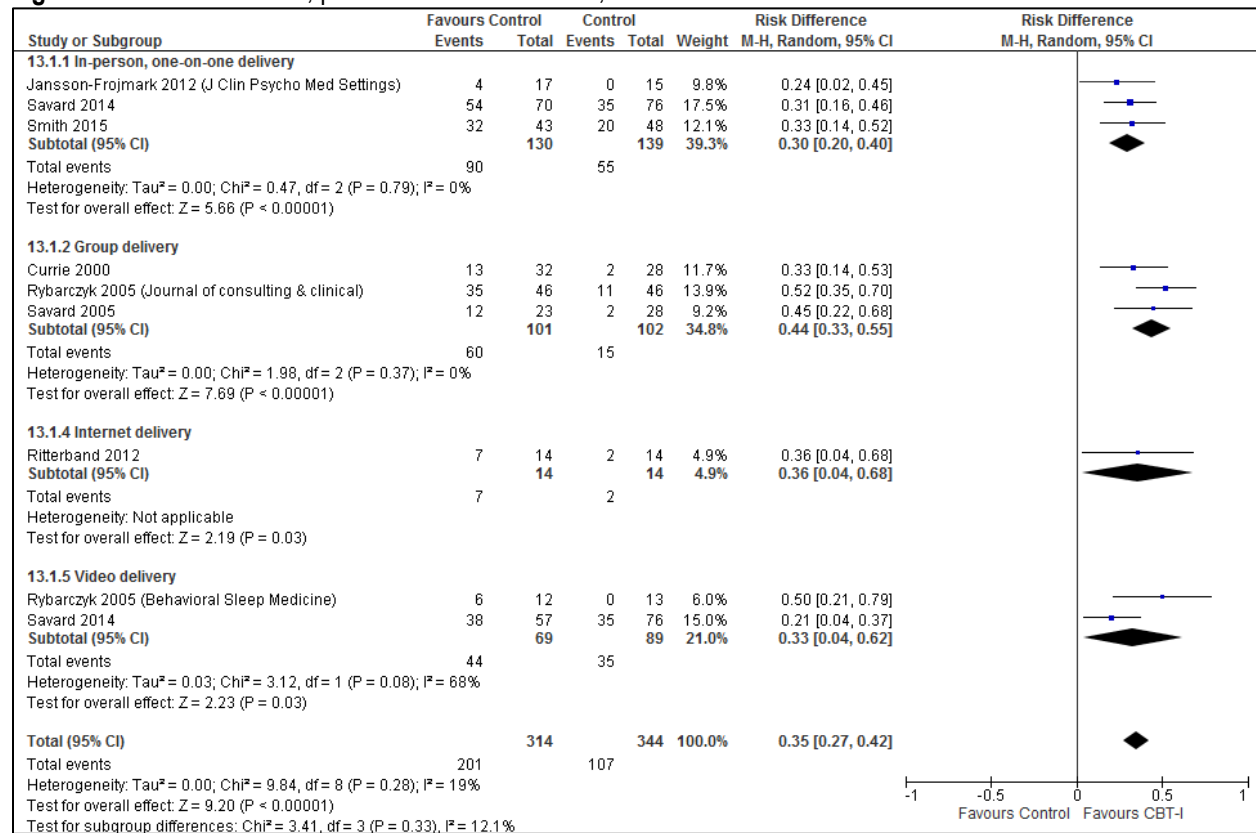 Favours Control Control Risk Difference Risk Difference
Study or Subgroup Events Total Events Total Weight M-H, Random, 95% CI M-H, Random, 95% CI
13.1.1 In-person, one-on-one delivery
Jansson-Frojmark 2012 (J Clin Psycho Med Settings) 4 17 0 15 9.8% 0.24 [0.02, 0.45]
Savard 2014 54 70 35 76 17.5% 0.31 [0.16, 0.46]
Smith 2015 32 43 20 48 12.1% 0.33 [0.14, 0.52]
Subtotal (95% CI) 130 139 39.3% 0.30 [0.20, 0.40]
Total events 90 55
Heterogeneity: Tau² = 0.00; Chi² = 0.47, df = 2 (P = 0.79); I² = 0%
Test for overall effect: Z = 5.66 (P < 0.00001)
13.1.2 Group delivery
Currie 2000 13 32 2 28 11.7% 0.33 [0.14, 0.53]
Rybarczyk 2005 (Journal of consulting & clinical) 35 46 11 46 13.9% 0.52 [0.35, 0.70]
Savard 2005 12 23 2 28 9.2% 0.45 [0.22, 0.68]
Subtotal (95% CI) 101 102 34.8% 0.44 [0.33, 0.55]
Total events 60 15
Heterogeneity: Tau² = 0.00; Chi² = 1.98, df = 2 (P = 0.37); I² = 0%
Test for overall effect: Z = 7.69 (P < 0.00001)
13.1.4 Internet delivery
Ritterband 2012 7 14 2 14 4.9% 0.36 [0.04, 0.68]
Subtotal (95% CI) 14 14 4.9% 0.36 [0.04, 0.68]
Total events 7 2
Heterogeneity: Not applicable
Test for overall effect: Z = 2.19 (P = 0.03)
13.1.5 Video delivery
Rybarczyk 2005 (Behavioral Sleep Medicine) 6 12 0 13 6.0% 0.50 [0.21, 0.79]
Savard 2014 38 57 35 76 15.0% 0.21 [0.04, 0.37]
Subtotal (95% CI) 69 89 21.0% 0.33 [0.04, 0.62]
Total events 44 35
Heterogeneity: Tau² = 0.03; Chi² = 3.12, df = 1 (P = 0.08); I² = 68%
Test for overall effect: Z = 2.23 (P = 0.03)
Total (95% CI) 314 344 100.0% 0.35 [0.27, 0.42]
Total events 201 107
Heterogeneity: Tau² = 0.00; Chi² = 9.84, df = 8 (P = 0.28); I² = 19%
Test for overall effect: Z = 9.20 (P < 0.00001)
Test for subgroup differences: Chi² = 3.41, df = 3 (P = 0.33), I² = 12.1%
-1 -0.5 0 0.5 1
Favours Control Favours CBT-I